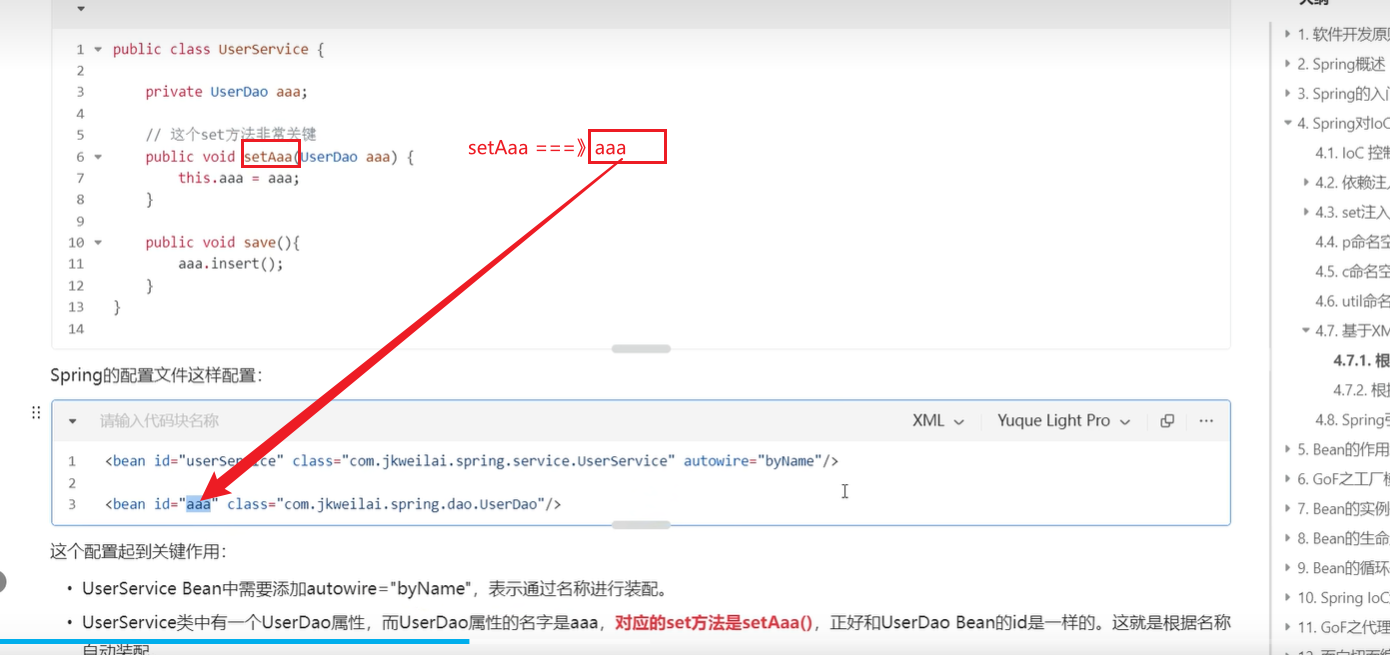 1 public class UserService {
2
3 private UserDao aaa;
4
5 // 这个set方法非常关键
6 public void setAaa(UserDao aaa) {
7 this.aaa = aaa;
8 }
9
10 public void save(){
11 aaa.insert();
12 }
13 }
14
setAaa ===》aaa
Spring的配置文件这样配置：
请输入代码块名称 XML Yuque Light Pro
1 <bean id="userService" class="com.jkweilai.spring.service.UserService" autowire="byName"/>
2
3 <bean id="aaa" class="com.jkweilai.spring.dao.UserDao"/>
这个配置起到关键作用：
• UserService Bean中需要添加autowire="byName"，表示通过名称进行装配。
• UserService类中有一个UserDao属性，而UserDao属性的名字是aaa，对应的set方法是setAaa()，正好和UserDao Bean的id是一样的。这就是根据名称
自动装配
大纲
1. 软件开发原
2. Spring概述
3. Spring的入
4. Spring对IoC
4.1. IoC 控
4.2. 依赖注
4.3. set注入
4.4. p命名空
4.5. c命名空
4.6. util命名
4.7. 基于XM
4.7.1. 根
4.7.2. 根
4.8. Spring
5. Bean的作用
6. GoF之工厂
7. Bean的实例
8. Bean的生命
9. Bean的循环
10. Spring IoC
11. GoF之代理